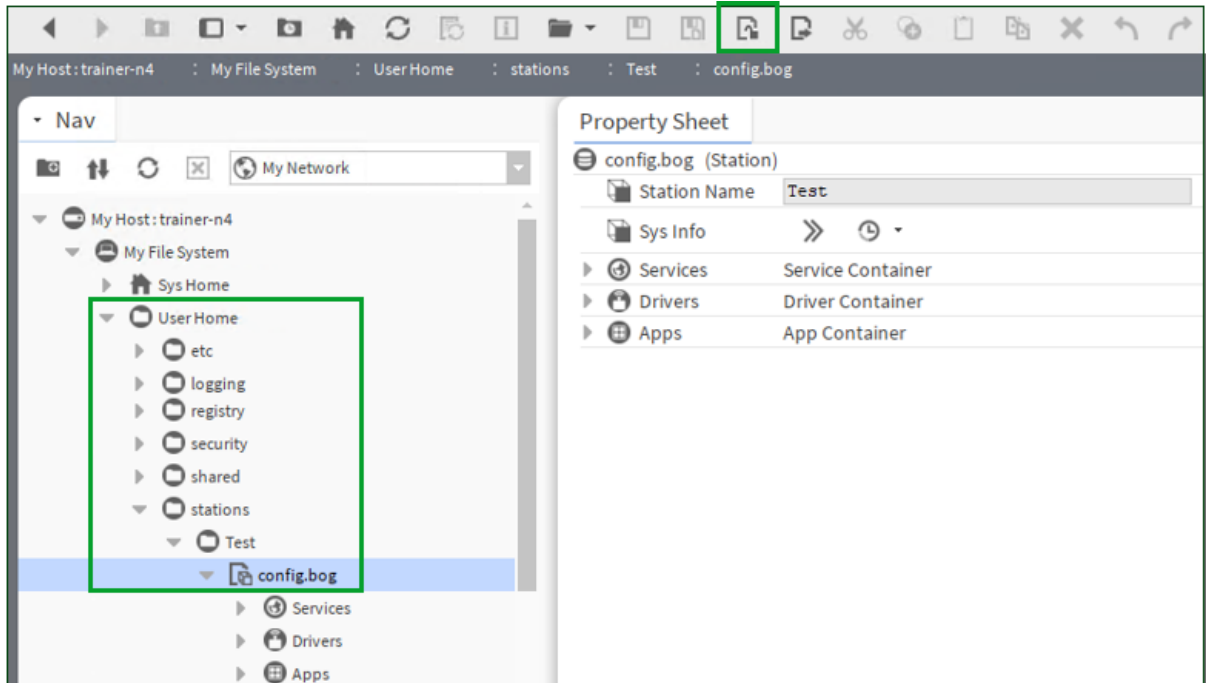 My Host : trainer-n4 : My File System : User Home : stations : Test : config.bog
Nav
My Network
My Host : trainer-n4
My File System
Sys Home
User Home
etc
logging
registry
security
shared
stations
Test
config.bog
Services
Drivers
Apps
Property Sheet
config.bog (Station)
Station Name Test
Sys Info
Services Service Container
Drivers Driver Container
Apps App Container